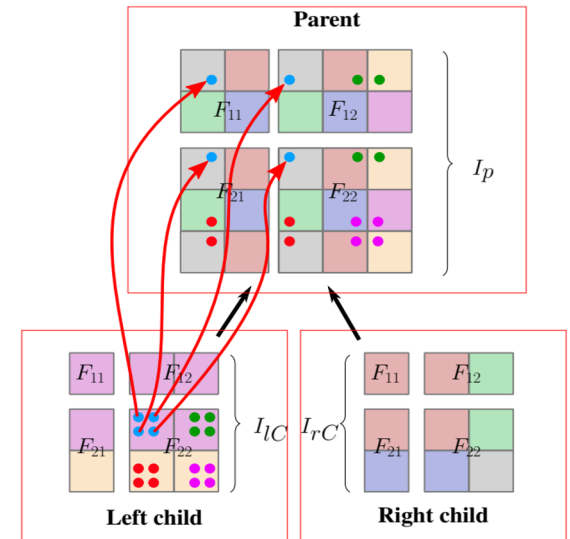 Parent
F11 F12
F21 F22
Ip
F11 F12
F21 F22
IlC
Left child
IrC
F11 F12
F21 F22
Right child